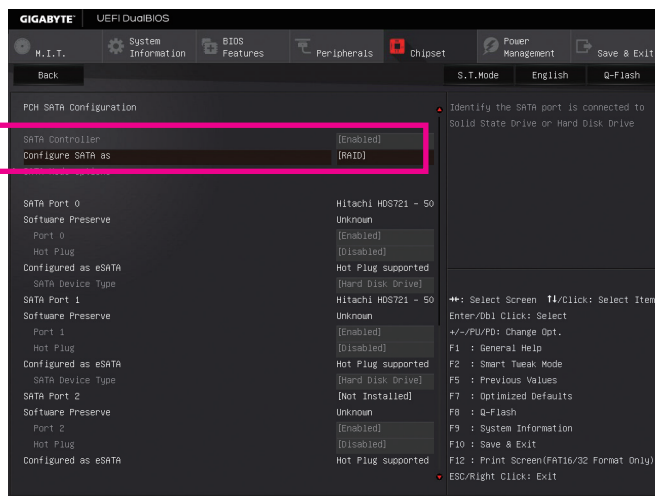 GIGABYTE™ UEFI DualBIOS
M.I.T. System Information BIOS Features Peripherals Chipset Power Management Save & Exit
Back S.T.Mode English Q-Flash
PCH SATA Configuration
Identify the SATA port is connected to
Solid State Drive or Hard Disk Drive
SATA Controller [Enabled]
Configure SATA as [RAID]
SATA Mode Options
SATA Port 0 Hitachi HDS721 - 50
Software Preserve Unknown
Port 0 [Enabled]
Hot Plug [Disabled]
Configured as eSATA Hot Plug supported
SATA Device Type [Hard Disk Drive]
SATA Port 1 Hitachi HDS721 - 50
Software Preserve Unknown
Port 1 [Enabled]
Hot Plug [Disabled]
Configured as eSATA Hot Plug supported
SATA Device Type [Hard Disk Drive]
SATA Port 2 [Not Installed]
Software Preserve Unknown
Port 2 [Enabled]
Hot Plug [Disabled]
Configured as eSATA Hot Plug supported
→←: Select Screen ↑↓/Click: Select Item
Enter/Dbl Click: Select
+/-/PU/PD: Change Opt.
F1 : General Help
F2 : Smart Tweak Mode
F5 : Previous Values
F7 : Optimized Defaults
F8 : Q-Flash
F9 : System Information
F10 : Save & Exit
F12 : Print Screen(FAT16/32 Format Only)
ESC/Right Click: Exit